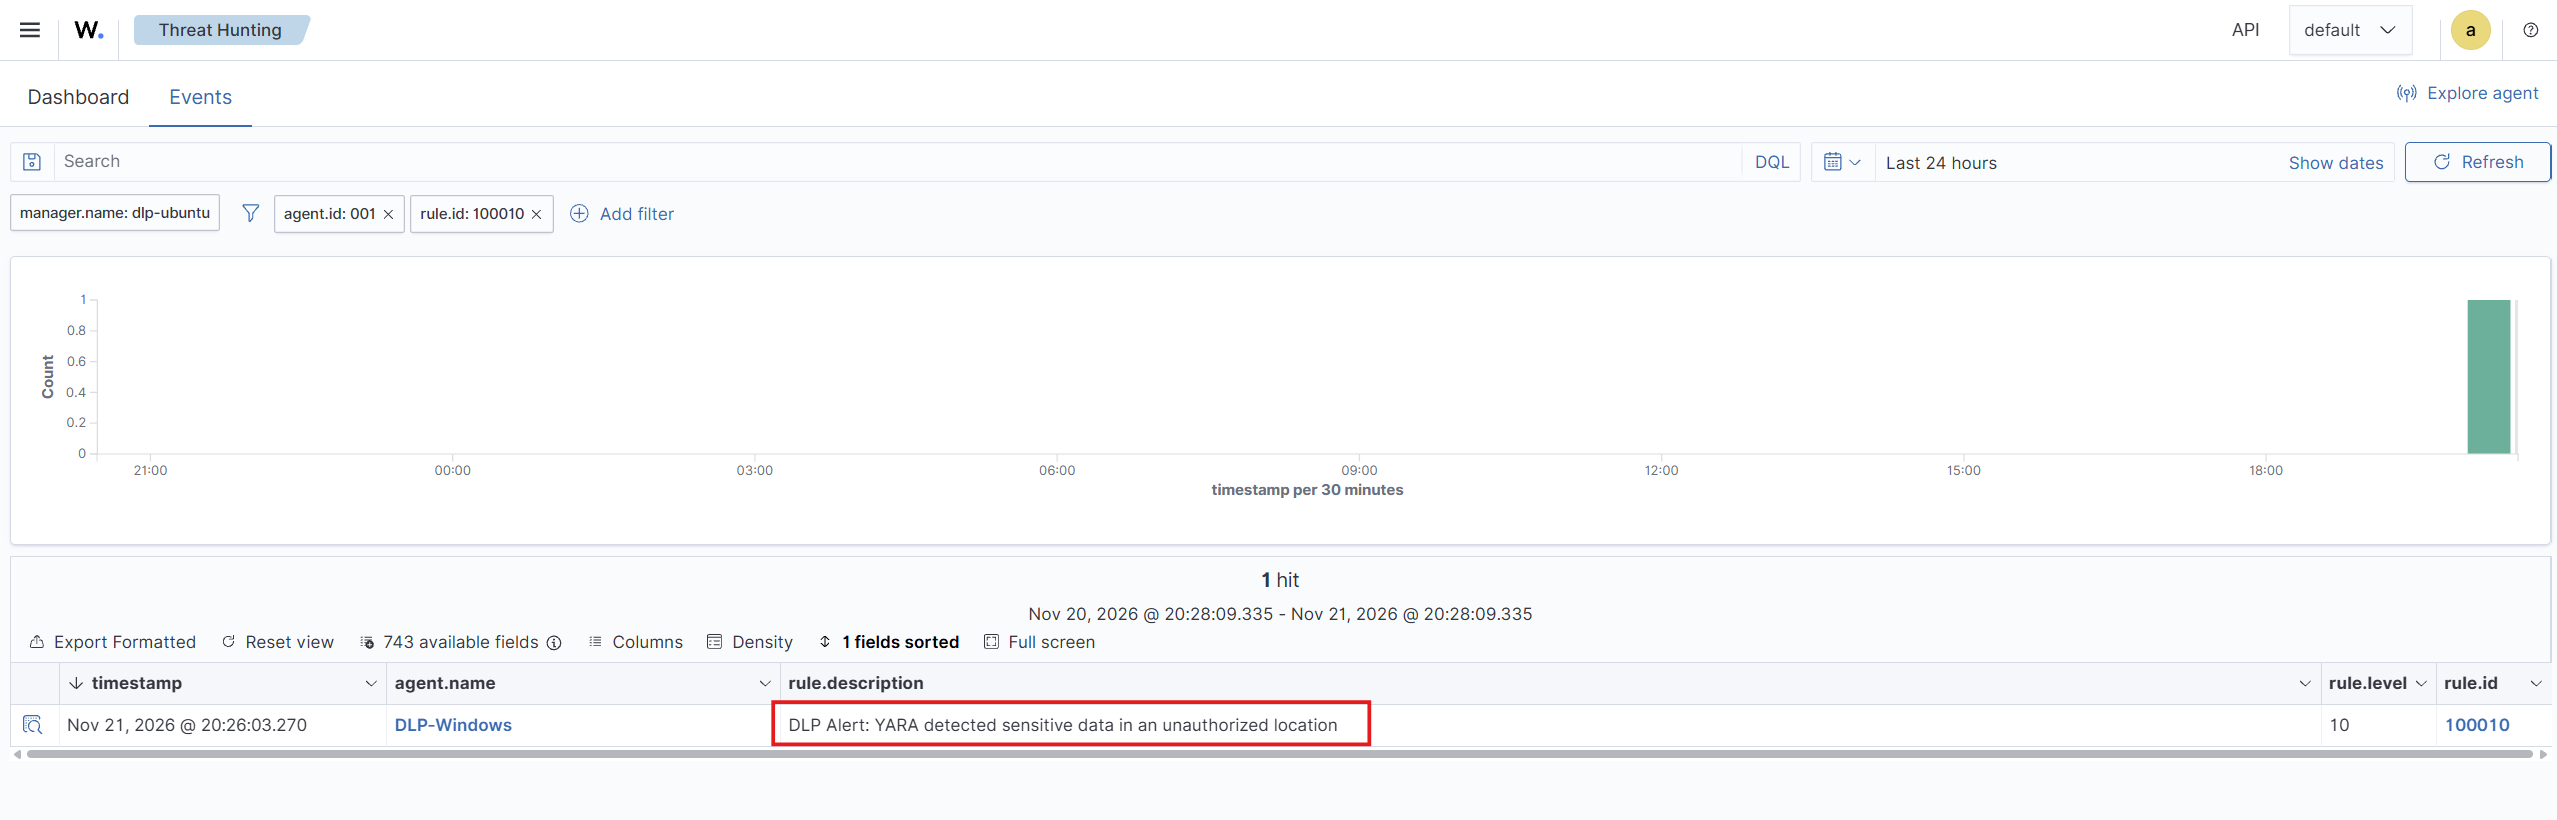 W. Threat Hunting API default a
Dashboard Events Explore agent
Search DQL Last 24 hours Show dates Refresh
manager.name: dlp-ubuntu agent.id: 001 rule.id: 100010 Add filter
1
0.8
0.6
0.4
0.2
0
Count
21:00 00:00 03:00 06:00 09:00 12:00 15:00 18:00
timestamp per 30 minutes
1 hit
Nov 20, 2026 @ 20:28:09.335 - Nov 21, 2026 @ 20:28:09.335
Export Formatted Reset view 743 available fields Columns Density 1 fields sorted Full screen
timestamp agent.name rule.description rule.level rule.id
Nov 21, 2026 @ 20:26:03.270 DLP-Windows DLP Alert: YARA detected sensitive data in an unauthorized location 10 100010